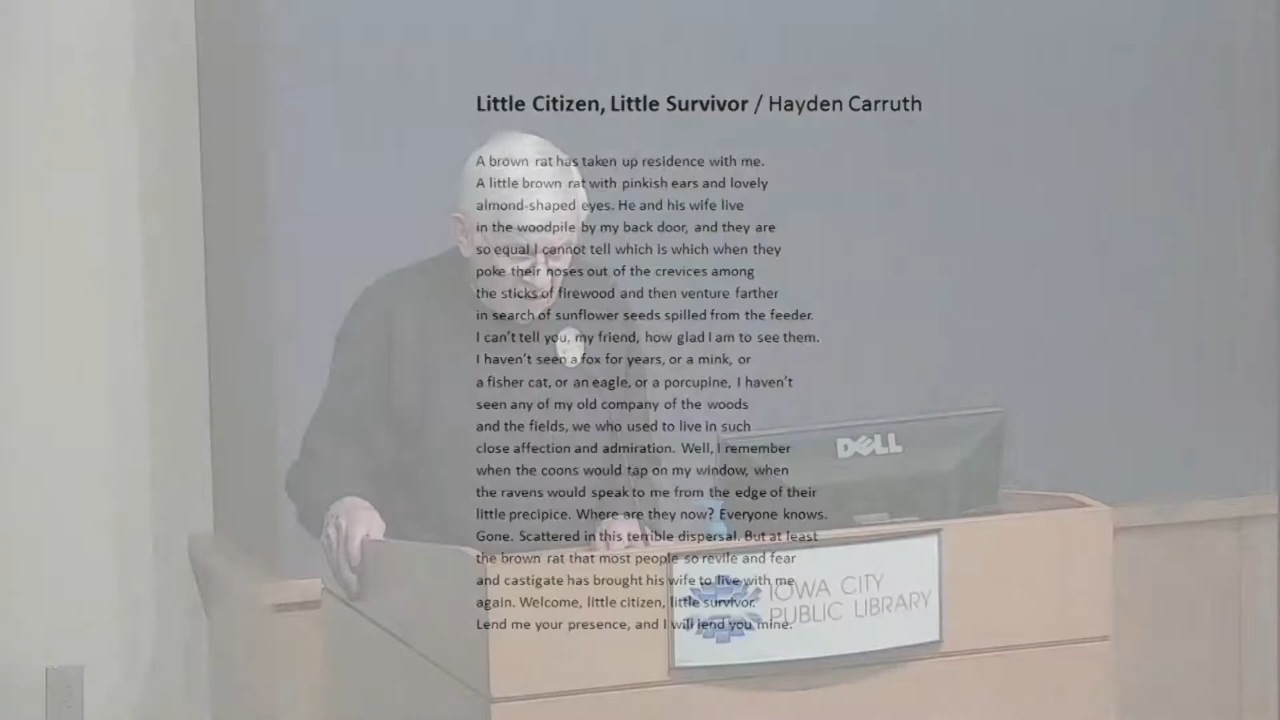 Little Citizen, Little Survivor / Hayden Carruth
A brown rat has taken up residence with me.
A little brown rat with pinkish ears and lovely
almond-shaped eyes. He and his wife live
in the woodpile by my back door, and they are
so equal I cannot tell which is which when they
poke their noses out of the crevices among
the sticks of firewood and then venture farther
in search of sunflower seeds spilled from the feeder.
I can't tell you, my friend, how glad I am to see them.
I haven't seen a fox for years, or a mink, or
a fisher cat, or an eagle, or a porcupine, I haven't
seen any of my old company of the woods
and the fields, we who used to live in such
close affection and admiration. Well, I remember
when the coons would tap on my window, when
the ravens would speak to me from the edge of their
little precipice. Where are they now? Everyone knows.
Gone. Scattered in this terrible dispersal. But at least
the brown rat that most people so revile and fear
and castigate has brought his wife to live with me
again. Welcome, little citizen, little survivor.
Lend me your presence, and I will lend you mine.
DELL
IOWA CITY
PUBLIC LIBRARY